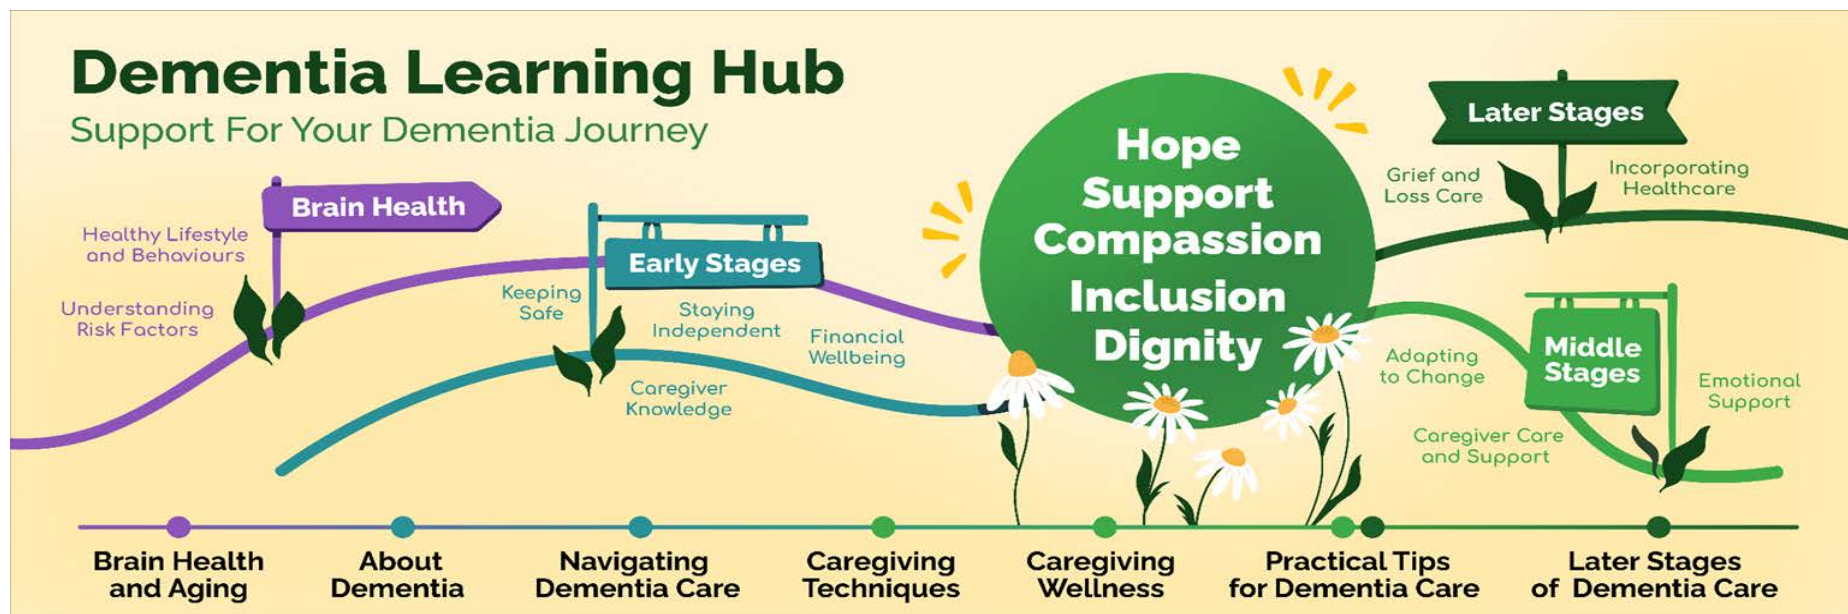 Dementia Learning Hub
Support For Your Dementia Journey
Brain Health
Healthy Lifestyle
and Behaviours
Understanding
Risk Factors
Early Stages
Keeping
Safe
Staying
Independent
Financial
Wellbeing
Caregiver
Knowledge
Hope
Support
Compassion
Inclusion
Dignity
Later Stages
Grief and
Loss Care
Incorporating
Healthcare
Middle
Stages
Adapting
to Change
Emotional
Support
Caregiver Care
and Support
Brain Health
and Aging
About
Dementia
Navigating
Dementia Care
Caregiving
Techniques
Caregiving
Wellness
Practical Tips
for Dementia Care
Later Stages
of Dementia Care